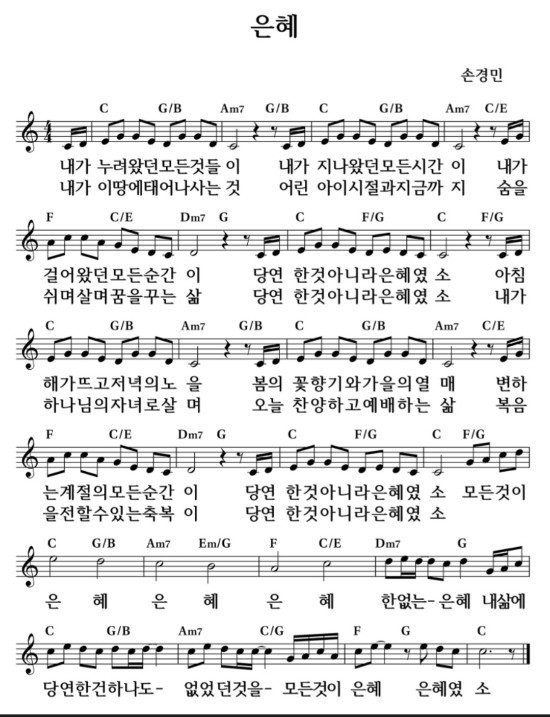 은혜
손경민
C G/B Am7 G/B C G/B Am7 C/E
내가 누려왔던모든것들 이 내가 지나왔던모든시간 이 내가
내가 이땅에태어나사는 것 어린 아이시절과지금까 지 숨을
F C/E Dm7 G C F/G C F/G
걸어왔던모든순간 이 당연 한것아니라은혜였 소 아침
쉬며살며꿈을꾸는 삶 당연 한것아니라은혜였 소 내가
C G/B Am7 G/B C G/B Am7 C/E
해가뜨고저녁의노 을 봄의 꽃향기와가을의열 매 변하
하나님의자녀로살 며 오늘 찬양하고예배하는 삶 복음
F C/E Dm7 G C F/G C F/G
는계절의모든순간 이 당연 한것아니라은혜였 소 모든것이
을전할수있는축복 이 당연 한것아니라은혜였 소
C G/B Am7 Em/G F C/E Dm7 G
은 혜 은 혜 은 혜 한없는-은혜 내삶에
C G/B Am7 C/G F G C
당연한건하나도- 없었던것을- 모든것이 은혜 은혜였 소